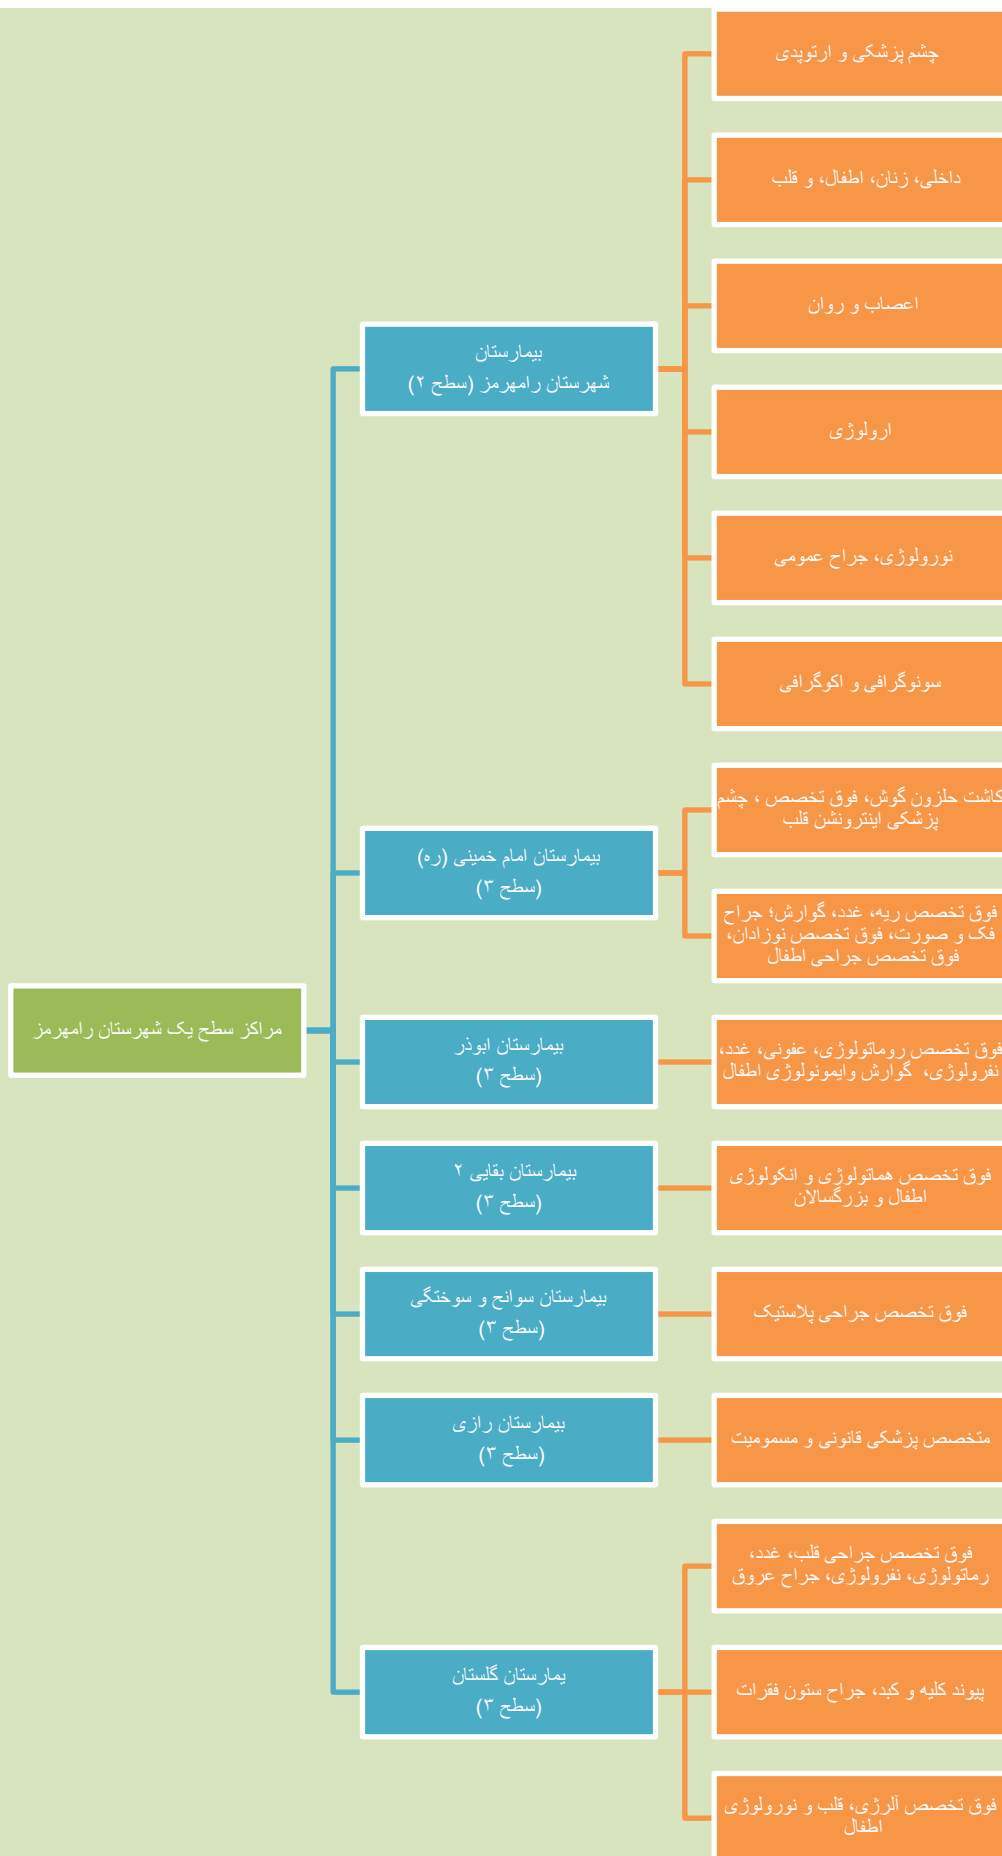 چشم پزشکی و ارتوپدی
داخلی، زنان، اطفال، و قلب
اعصاب و روان
بیمارستان
شهرستان رامهرمز (سطح ۲)
ارولوژی
نورولوژی، جراح عمومی
سونوگرافی و اکوگرافی
کاشت حلزون گوش، فوق تخصص ، چشم
پزشکی اینترونشن قلب
بیمارستان امام خمینی (ره)
(سطح ۳)
فوق تخصص ریه، غدد، گوارش؛ جراح
فک و صورت، فوق تخصص نوزادان،
فوق تخصص جراحی اطفال
مراکز سطح یک شهرستان رامهرمز
بیمارستان ابوذر
(سطح ۳)
فوق تخصص روماتولوژی، عفونی، غدد،
نفرولوژی، گوارش وایمونولوژی اطفال
بیمارستان بقایی ۲
(سطح ۳)
فوق تخصص هماتولوژی و انکولوژی
اطفال و بزرگسالان
بیمارستان سوانح و سوختگی
(سطح ۳)
فوق تخصص جراحی پلاستیک
بیمارستان رازی
(سطح ۳)
متخصص پزشکی قانونی و مسمومیت
فوق تخصص جراحی قلب، غدد،
رماتولوژی، نفرولوژی، جراح عروق
یمارستان گلستان
(سطح ۳)
پیوند کلیه و کبد، جراح ستون فقرات
فوق تخصص آلرژی، قلب و نورولوژی
اطفال